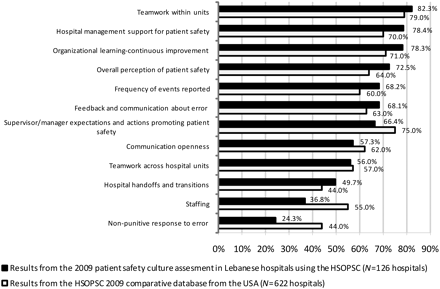 Teamwork within units
82.3%
79.0%
Hospital management support for patient safety
78.4%
70.0%
Organizational learning-continuous improvement
78.3%
71.0%
Overall perception of patient safety
72.5%
64.0%
Frequency of events reported
68.2%
60.0%
Feedback and communication about error
68.1%
63.0%
Supervisor/manager expectations and actions promoting patient
safety
66.4%
75.0%
Communication openness
57.3%
62.0%
Teamwork across hospital units
56.0%
57.0%
Hospital handoffs and transitions
49.7%
44.0%
Staffing
36.8%
55.0%
Non-punitive response to error
24.3%
44.0%
0% 10% 20% 30% 40% 50% 60% 70% 80% 90%
Results from the 2009 patient safety culture assesment in Lebanese hospitals using the HSOPSC (N=126 hospitals)
Results from the HSOPSC 2009 comparative database from the USA (N=622 hospitals)